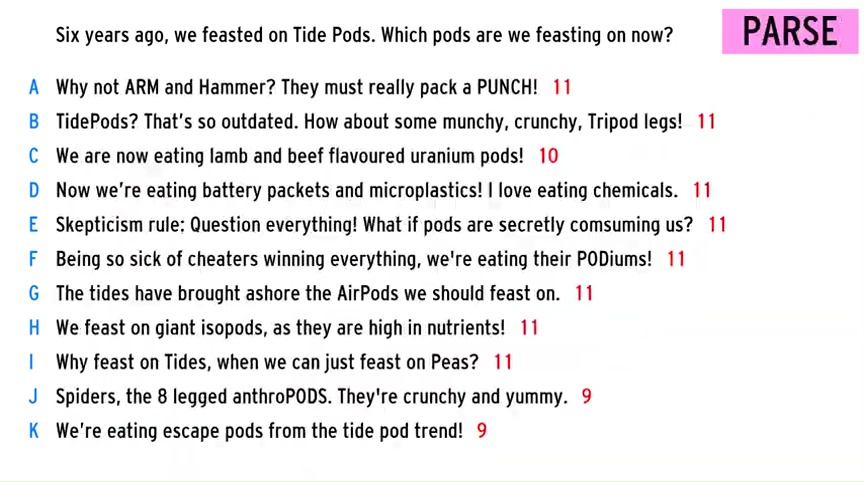 Six years ago, we feasted on Tide Pods. Which pods are we feasting on now?
PARSE
A Why not ARM and Hammer? They must really pack a PUNCH! 11
B TidePods? That's so outdated. How about some munchy, crunchy, Tripod legs! 11
C We are now eating lamb and beef flavoured uranium pods! 10
D Now we're eating battery packets and microplastics! I love eating chemicals. 11
E Skepticism rule: Question everything! What if pods are secretly comsuming us? 11
F Being so sick of cheaters winning everything, we're eating their PODiums! 11
G The tides have brought ashore the AirPods we should feast on. 11
H We feast on giant isopods, as they are high in nutrients! 11
I Why feast on Tides, when we can just feast on Peas? 11
J Spiders, the 8 legged anthroPODS. They're crunchy and yummy. 9
K We're eating escape pods from the tide pod trend! 9